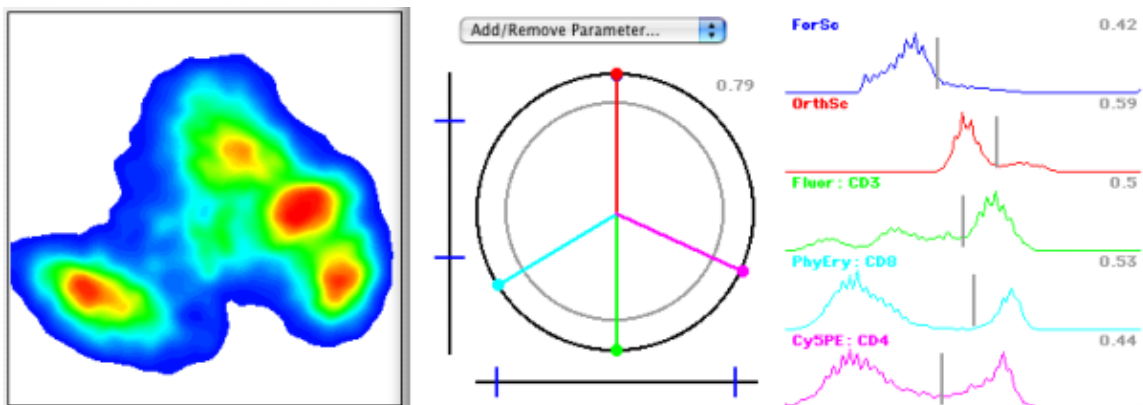 Add/Remove Parameter...
0.79
ForSc 0.42
OrthSc 0.59
Fluor: CD3 0.5
PhyEry: CD8 0.53
Cy5PE: CD4 0.44